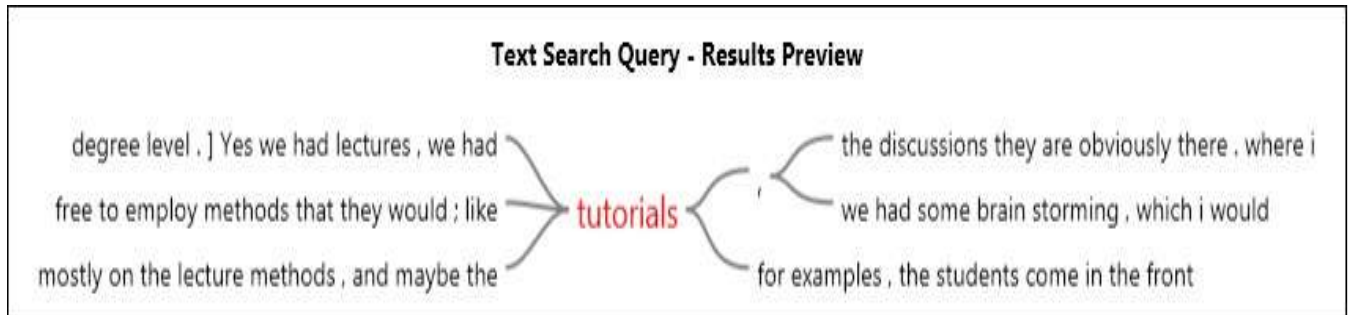 Text Search Query - Results Preview
degree level . ] Yes we had lectures , we had
free to employ methods that they would ; like
mostly on the lecture methods , and maybe the
tutorials
,
the discussions they are obviously there , where i
we had some brain storming , which i would
for examples , the students come in the front